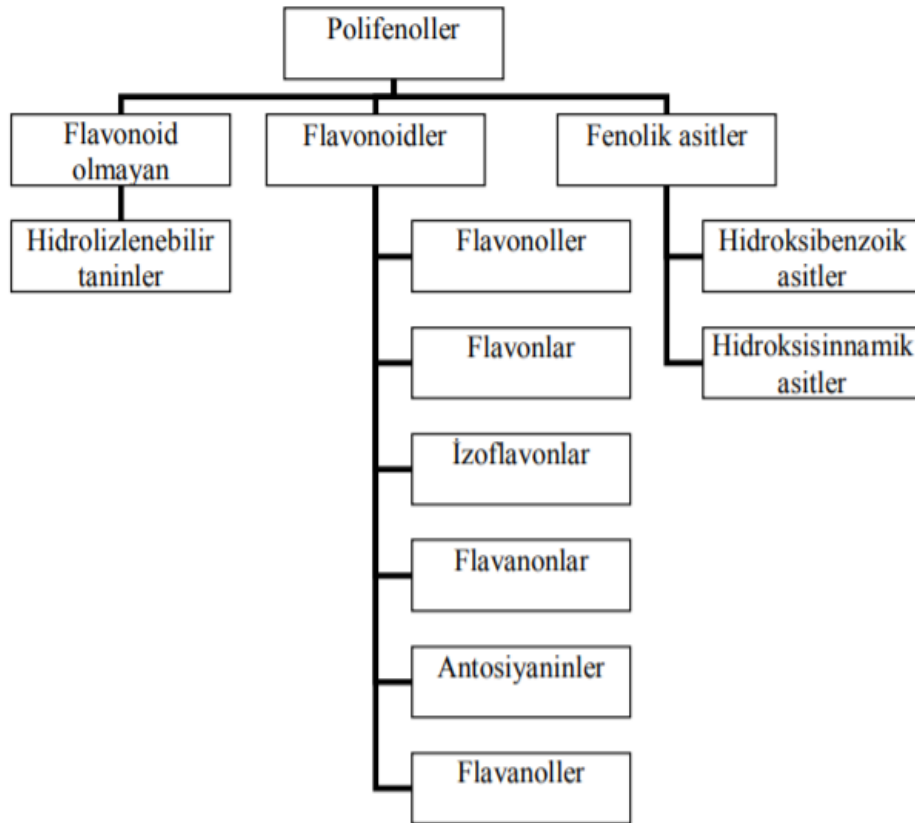 Polifenoller
Flavonoid
olmayan
Flavonoidler
Fenolik asitler
Hidrolizlenebilir
taninler
Flavonoller
Flavonlar
İzoflavonlar
Flavanonlar
Antosiyaninler
Flavanoller
Hidroksibenzoik
asitler
Hidroksisinnamik
asitler